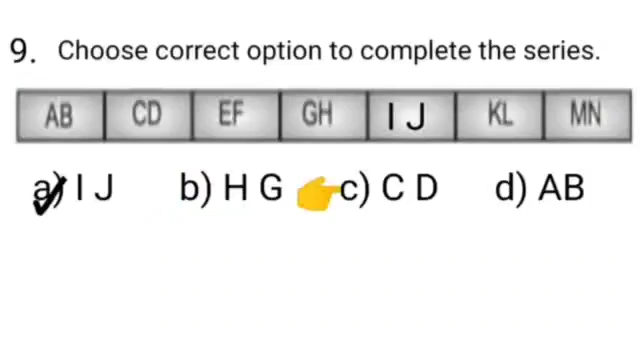 9. Choose correct option to complete the series.
AB CD EF GH I J KL MN
a) I J b) H G c) C D d) AB